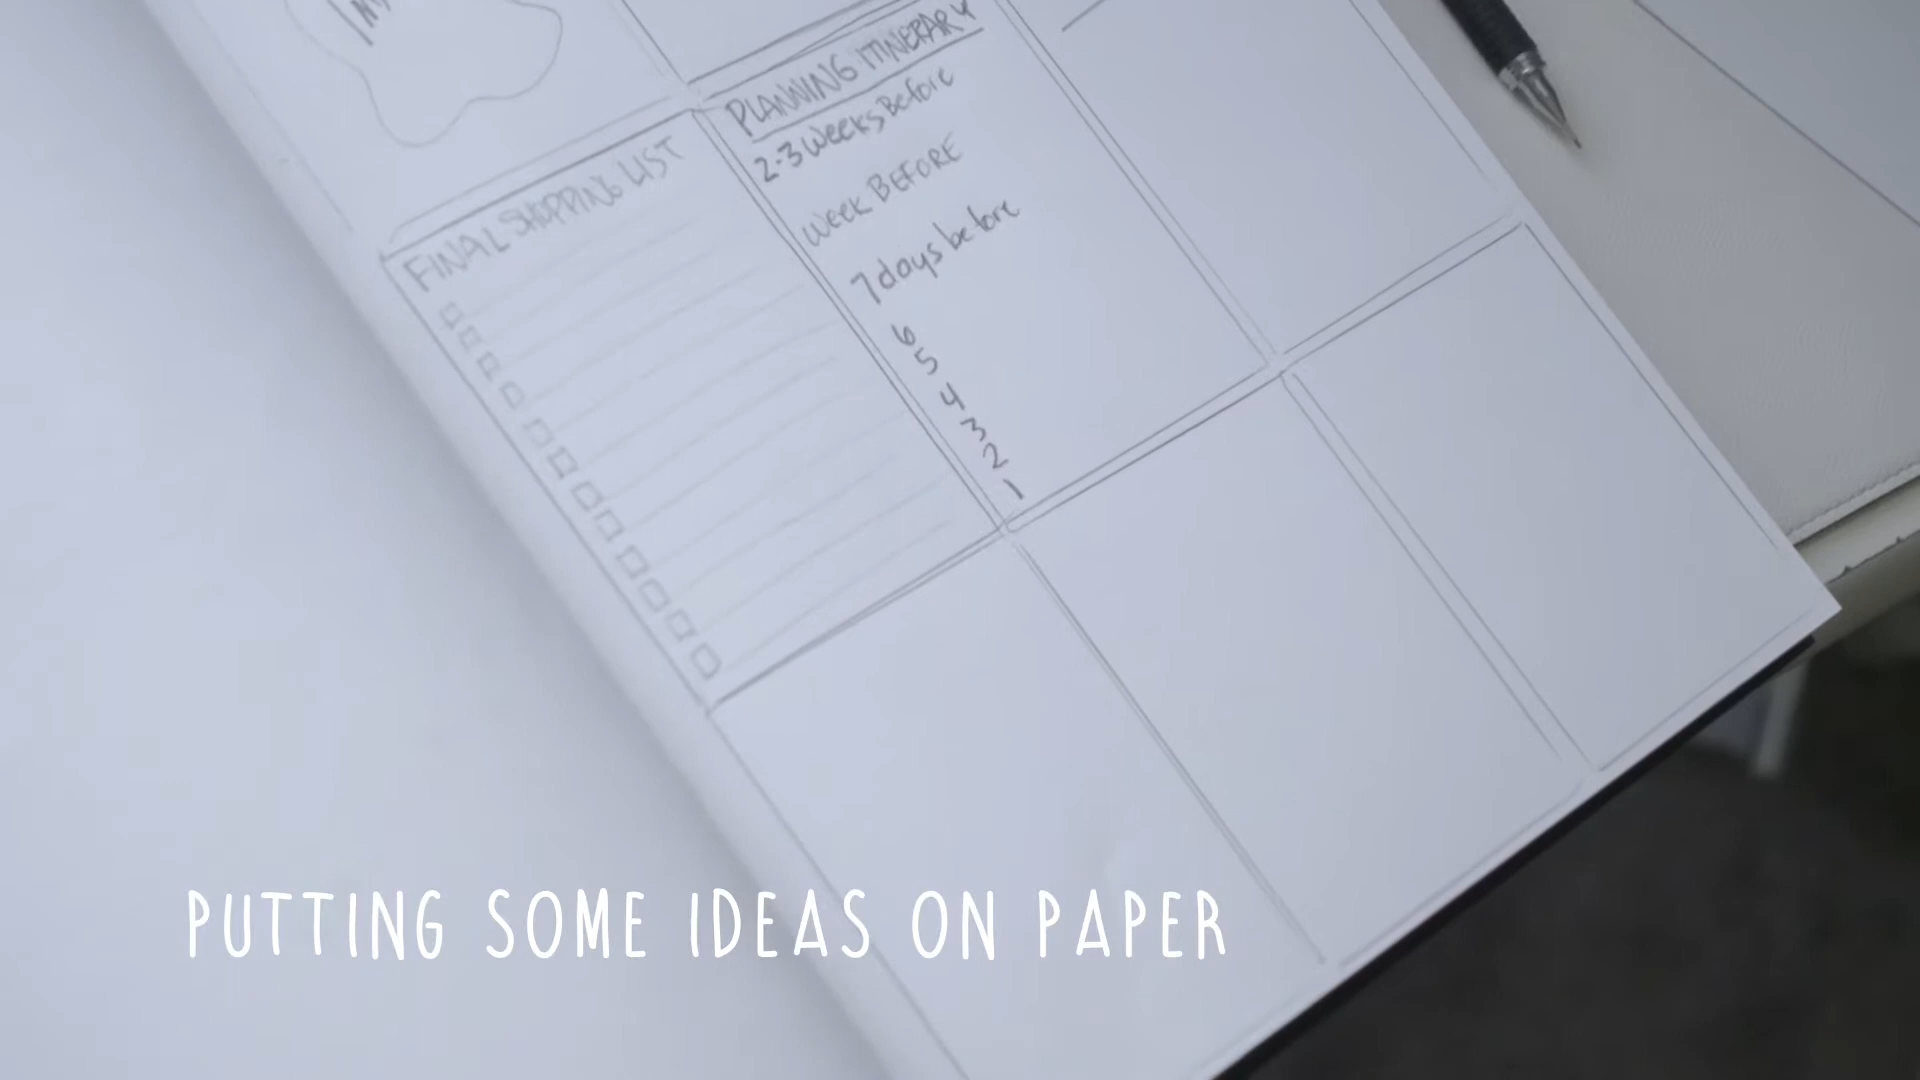 FINAL SHOPPING LIST
PLANNING ITINERARY
2-3 weeks Before
week BEFORE
7 days before
6
5
4
3
2
1
PUTTING SOME IDEAS ON PAPER